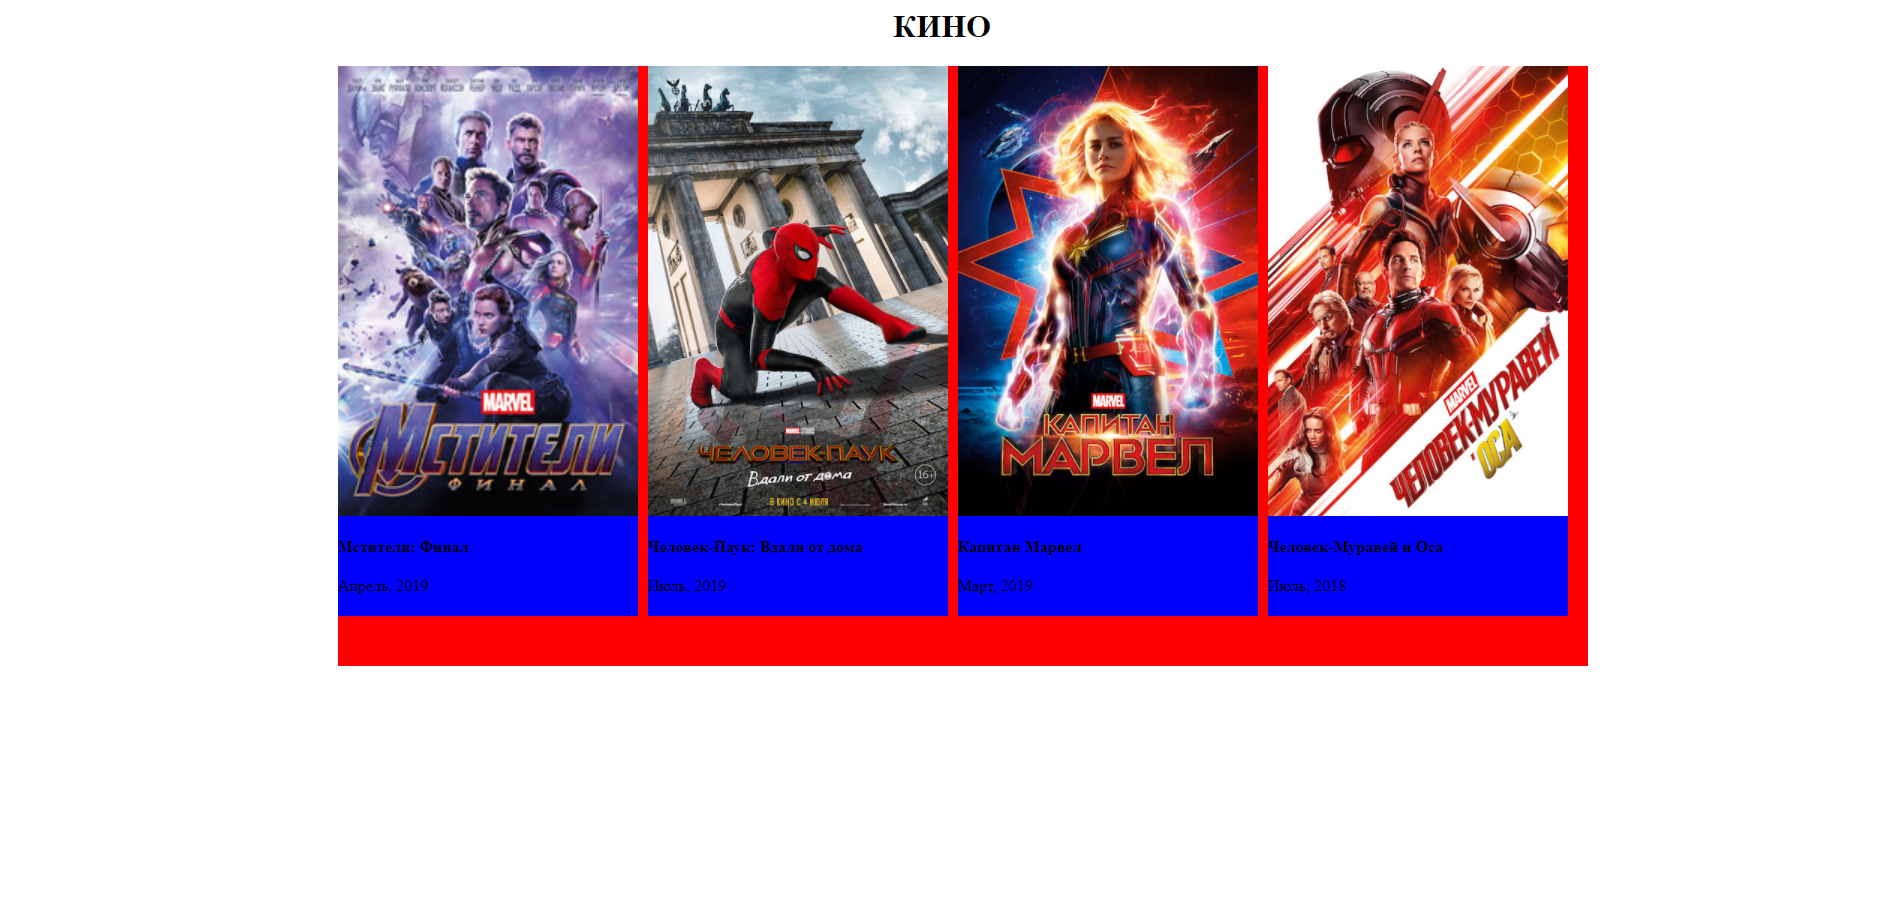 КИНО
MARVEL
МСТИТЕЛИ
ФИНАЛ
MARVEL STUDIOS
ЧЕЛОВЕК-ПАУК
Вдали от дома
16+
В КИНО С 4 ИЮЛЯ
MARVEL
КАПИТАН
МАРВЕЛ
MARVEL
ЧЕЛОВЕК-МУРАВЕЙ
ОСА
Мстители: Финал
Человек-Паук: Вдали от дома
Капитан Марвел
Человек-Муравей и Оса
Апрель, 2019
Июль, 2019
Март, 2019
Июль, 2018